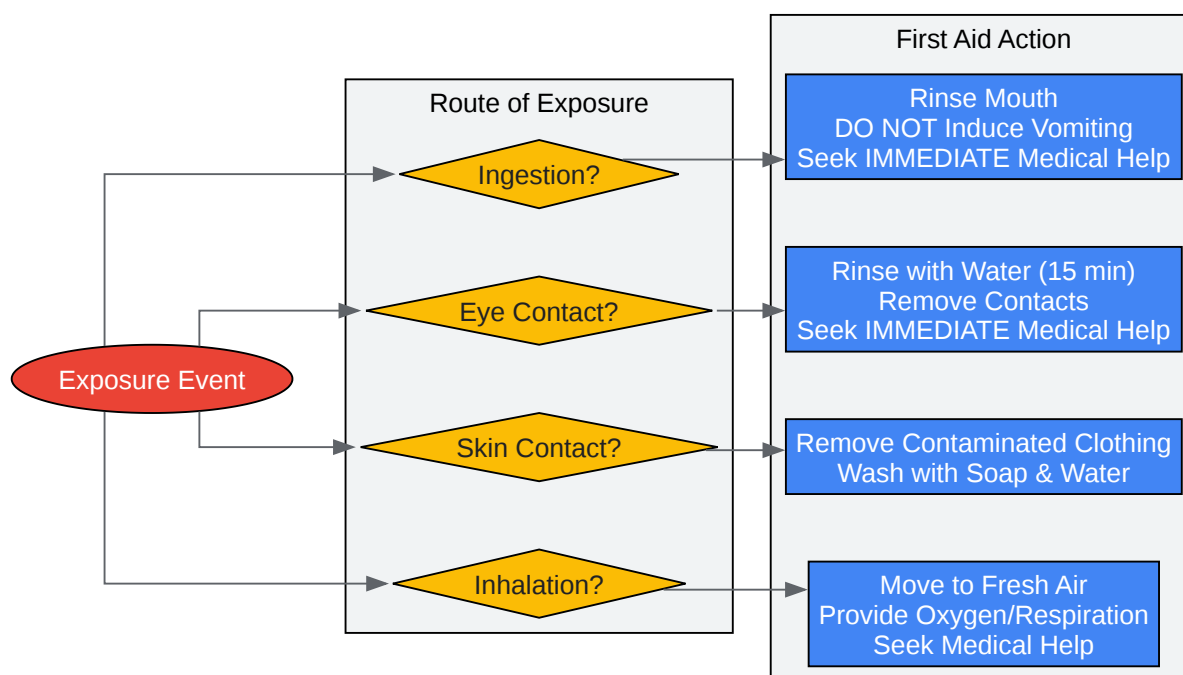 First Aid Action
Route of Exposure
Rinse Mouth
DO NOT Induce Vomiting
Seek IMMEDIATE Medical Help
Ingestion?
Rinse with Water (15 min)
Remove Contacts
Seek IMMEDIATE Medical Help
Eye Contact?
Exposure Event
Skin Contact?
Remove Contaminated Clothing
Wash with Soap & Water
Inhalation?
Move to Fresh Air
Provide Oxygen/Respiration
Seek Medical Help